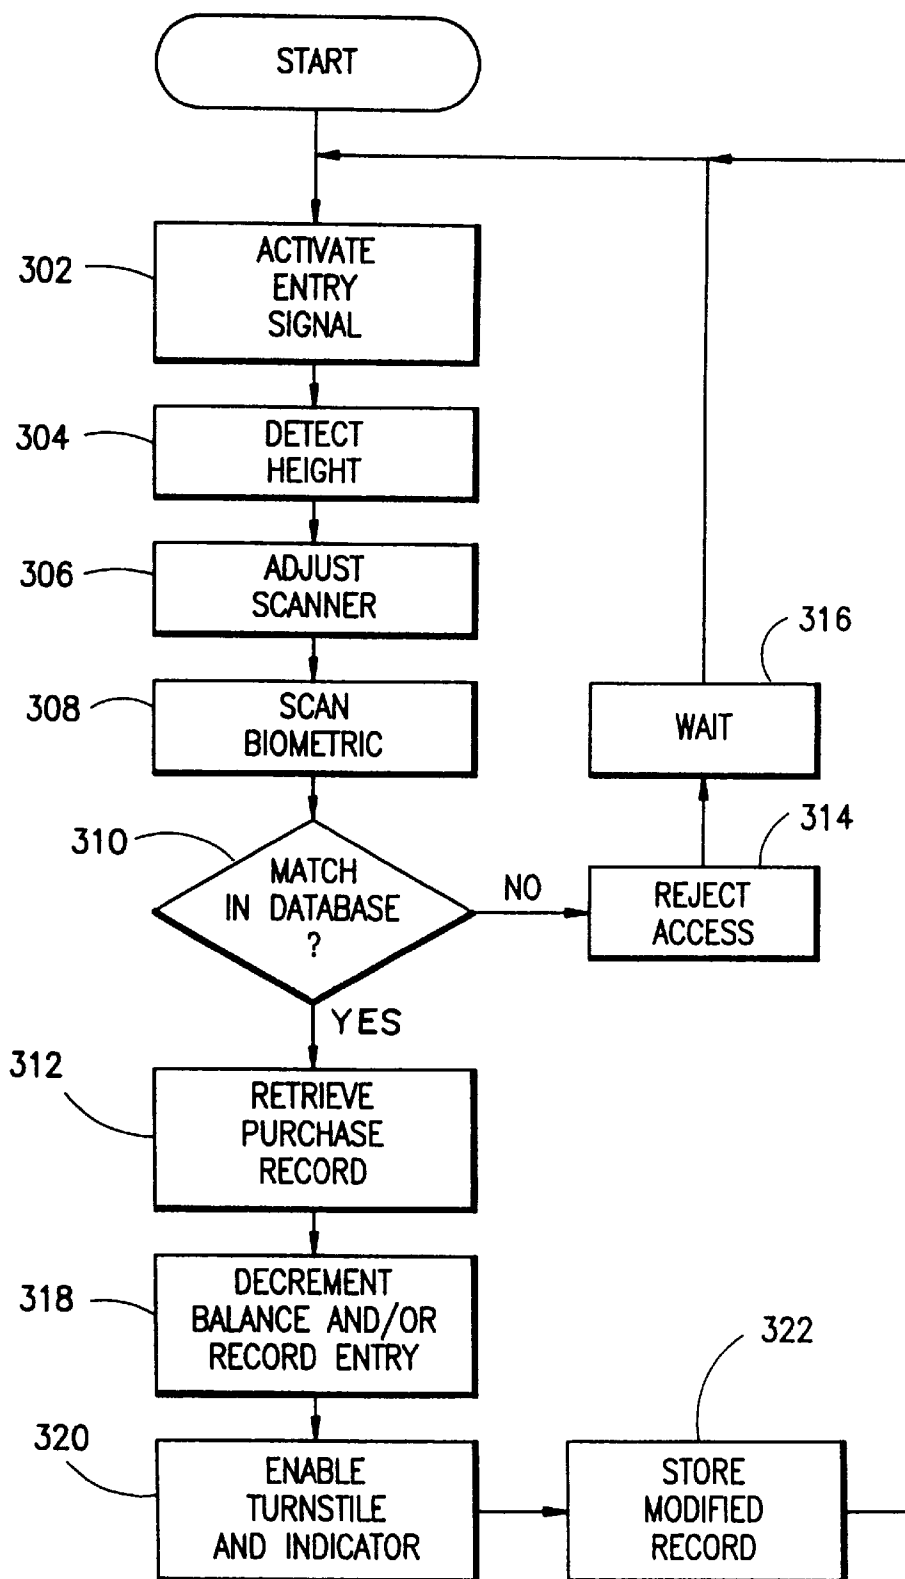 START
302
ACTIVATE
ENTRY
SIGNAL
304
DETECT
HEIGHT
306
ADJUST
SCANNER
308
SCAN
BIOMETRIC
316
WAIT
310
MATCH
IN DATABASE
?
NO
314
REJECT
ACCESS
YES
312
RETRIEVE
PURCHASE
RECORD
318
DECREMENT
BALANCE AND/OR
RECORD ENTRY
320
ENABLE
TURNSTILE
AND INDICATOR
322
STORE
MODIFIED
RECORD